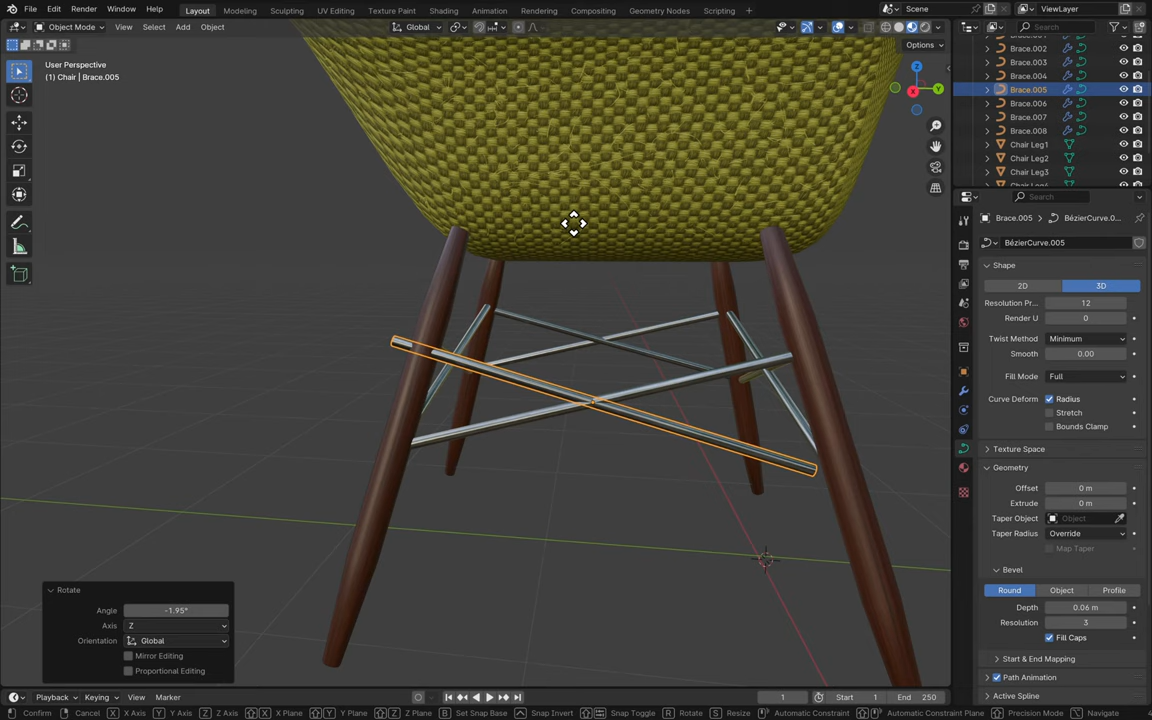 File Edit Render Window Help Layout Modeling Sculpting UV Editing Texture Paint Shading Animation Rendering Compositing Geometry Nodes Scripting Scene ViewLayer
Object Mode View Select Add Object Global Search
Options
User Perspective
(1) Chair | Brace.005
Z
Y
X
Brace.002
Brace.003
Brace.004
Brace.005
Brace.006
Brace.007
Brace.008
Chair Leg1
Chair Leg2
Chair Leg3
Search
Brace.005 BézierCurve.0...
BézierCurve.005
Shape
2D 3D
Resolution Pr... 12
Render U 0
Twist Method Minimum
Smooth 0.00
Fill Mode Full
Curve Deform Radius
Stretch
Bounds Clamp
Texture Space
Geometry
Offset 0 m
Extrude 0 m
Taper Object Object
Taper Radius Override
Map Taper
Bevel
Round Object Profile
Depth 0.06 m
Resolution 3
Fill Caps
Start & End Mapping
Path Animation
Active Spline
Rotate
Angle -1.95°
Axis Z
Orientation Global
Mirror Editing
Proportional Editing
Playback Keying View Marker 1 Start 1 End 250
Confirm Cancel X X Axis Y Y Axis Z Z Axis X X Plane Y Y Plane Z Z Plane B Set Snap Base Snap Invert Snap Toggle R Rotate S Resize Automatic Constraint Automatic Constraint Plane Precision Mode Navigate